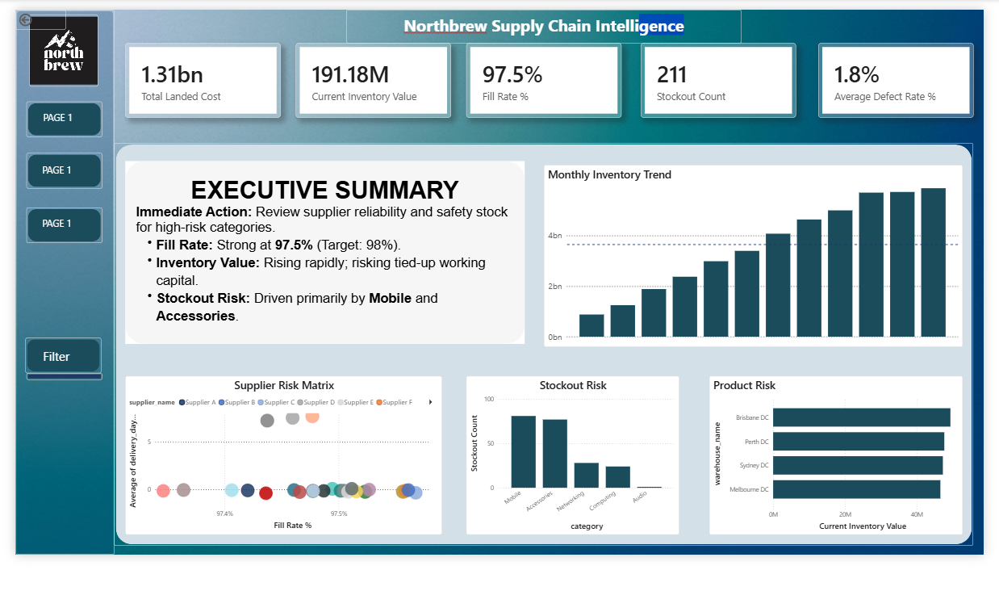 north
brew
Northbrew Supply Chain Intelligence
1.31bn
Total Landed Cost
191.18M
Current Inventory Value
97.5%
Fill Rate %
211
Stockout Count
1.8%
Average Defect Rate %
PAGE 1
PAGE 1
PAGE 1
Filter
EXECUTIVE SUMMARY
Immediate Action: Review supplier reliability and safety stock
for high-risk categories.
• Fill Rate: Strong at 97.5% (Target: 98%).
• Inventory Value: Rising rapidly; risking tied-up working
capital.
• Stockout Risk: Driven primarily by Mobile and
Accessories.
Monthly Inventory Trend
4bn
2bn
0bn
Supplier Risk Matrix
supplier_name Supplier A Supplier B Supplier C Supplier D Supplier E Supplier F
Average of delivery_day...
5
0
97.4% 97.5%
Fill Rate %
Stockout Risk
Stockout Count
100
50
0
Mobile Accessories Networking Computing Audio
category
Product Risk
warehouse_name
Brisbane DC
Perth DC
Sydney DC
Melbourne DC
0M 20M 40M
Current Inventory Value